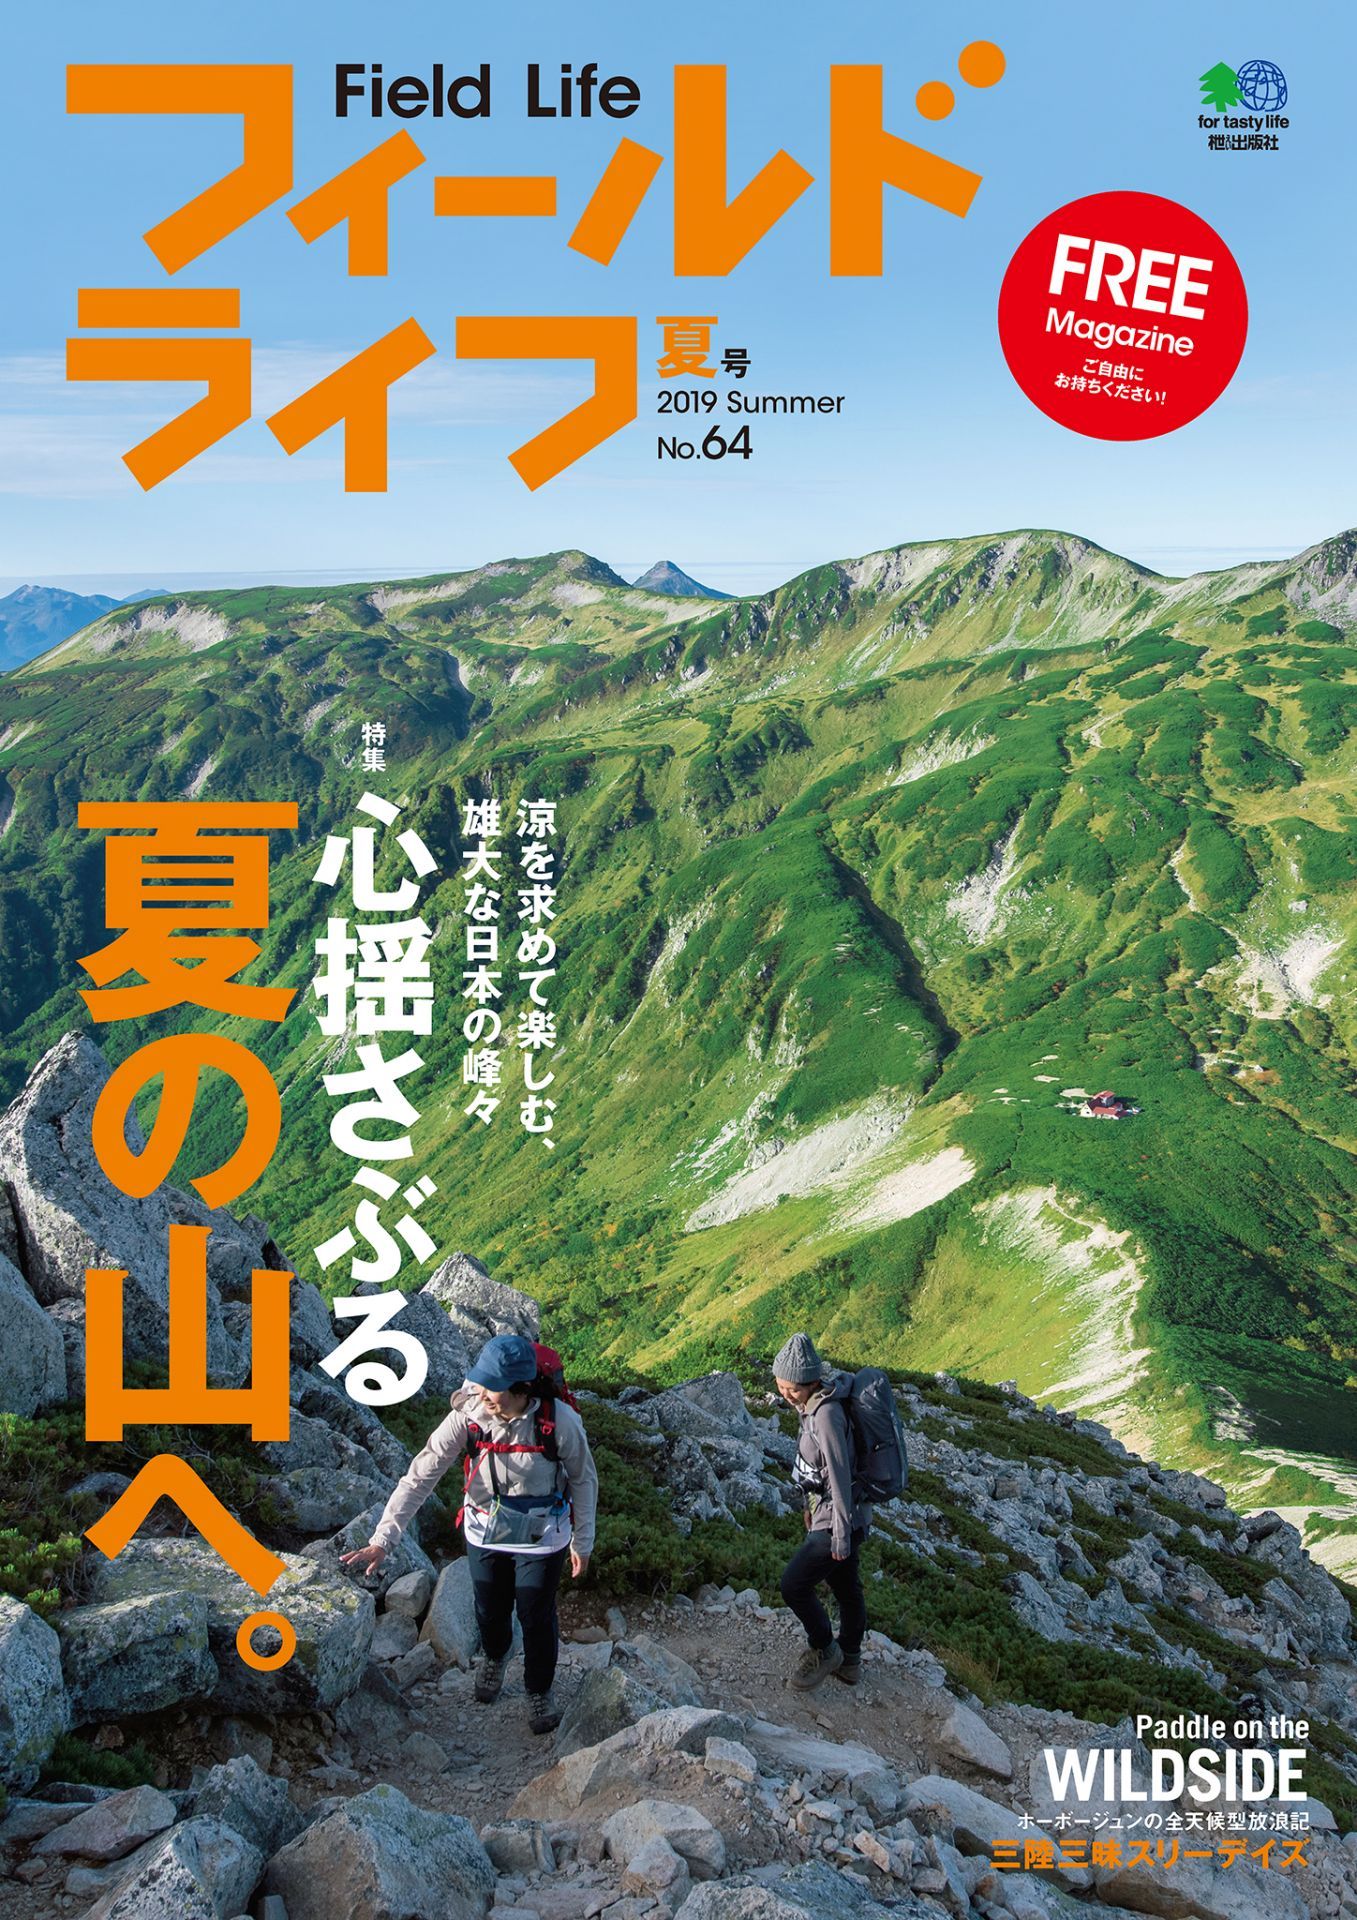 Field Life
フィールド
ライフ
夏号
2019 Summer
No.64
for tasty life
枻出版社
FREE
Magazine
ご自由に
お持ちください!
特集
涼を求めて楽しむ、
雄大な日本の峰々
心揺さぶる
夏の山へ。
Paddle on the
WILDSIDE
ホーボージュンの全天候型放浪記
三陸三昧スリーデイズ